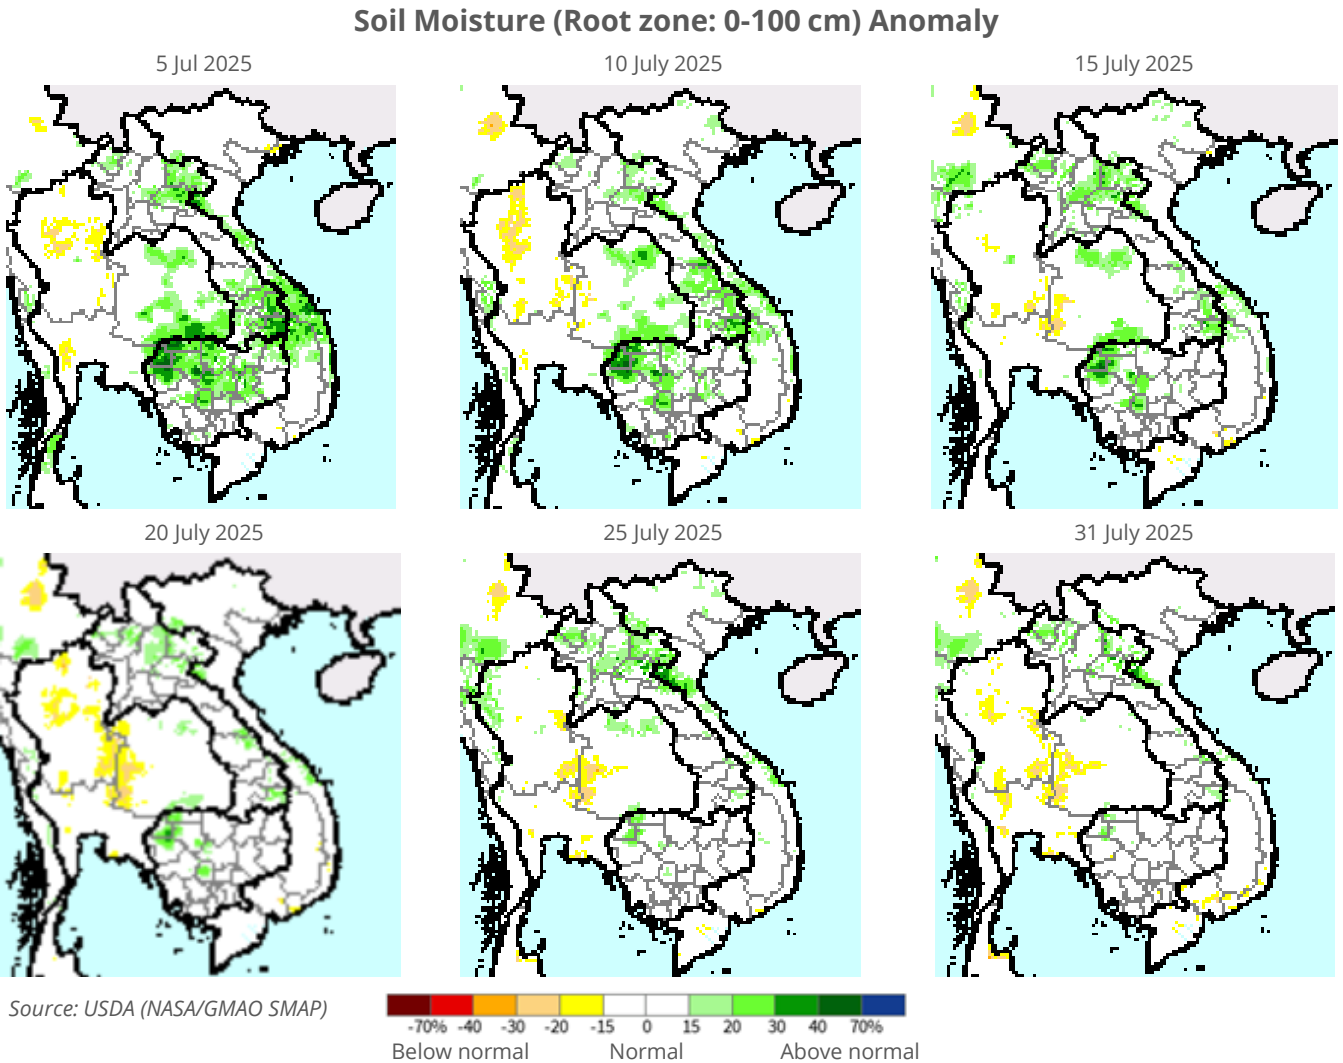 Soil Moisture (Root zone: 0-100 cm) Anomaly
5 Jul 2025
10 July 2025
15 July 2025
20 July 2025
25 July 2025
31 July 2025
Source: USDA (NASA/GMAO SMAP)
-70% -40 -30 -20 -15 0 15 20 30 40 70%
Below normal Normal Above normal